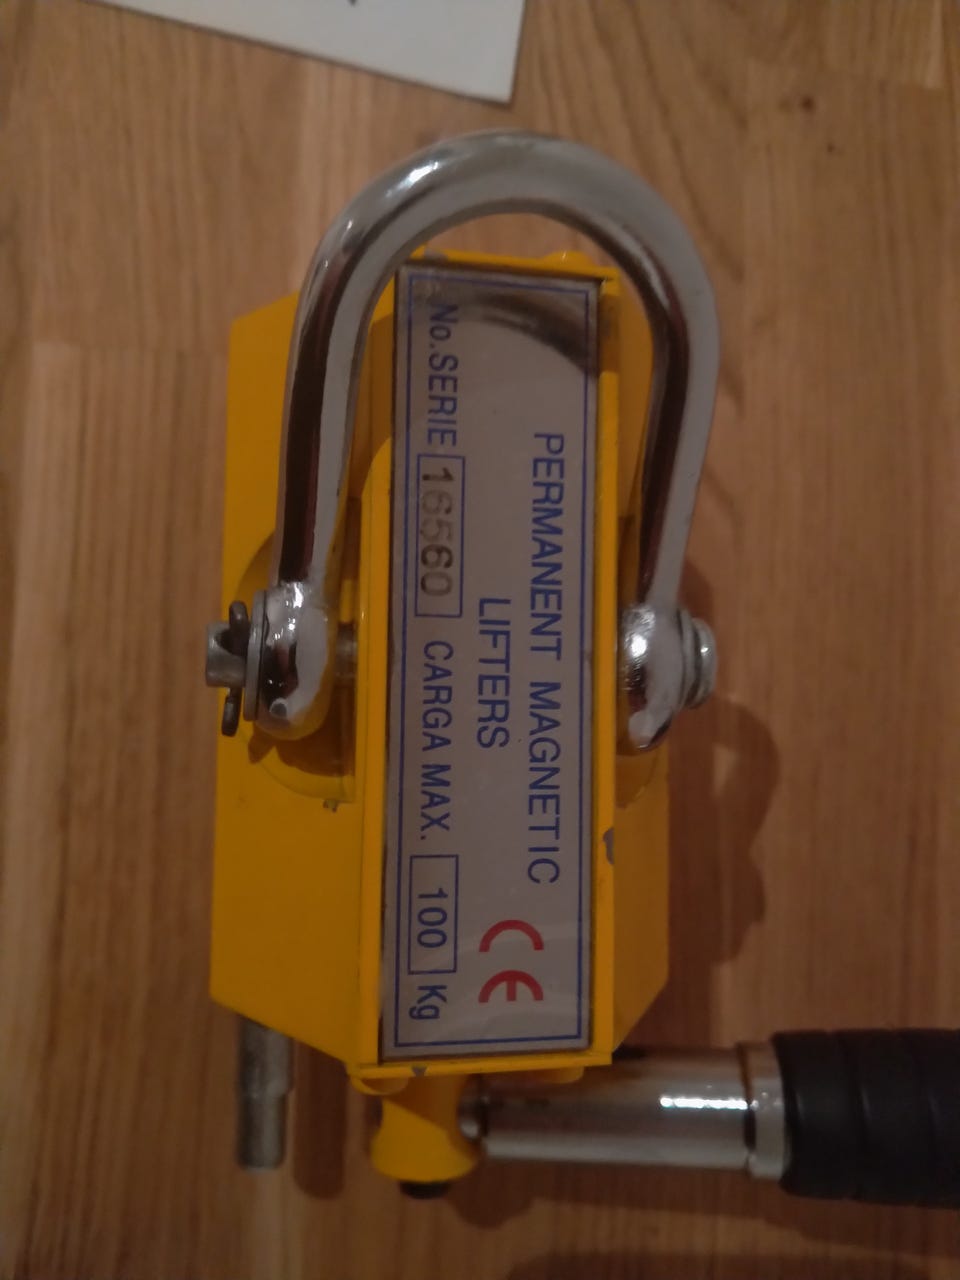 PERMANENT MAGNETIC
LIFTERS
CE
No.SERIE 16560 CARGA MAX. 100 Kg